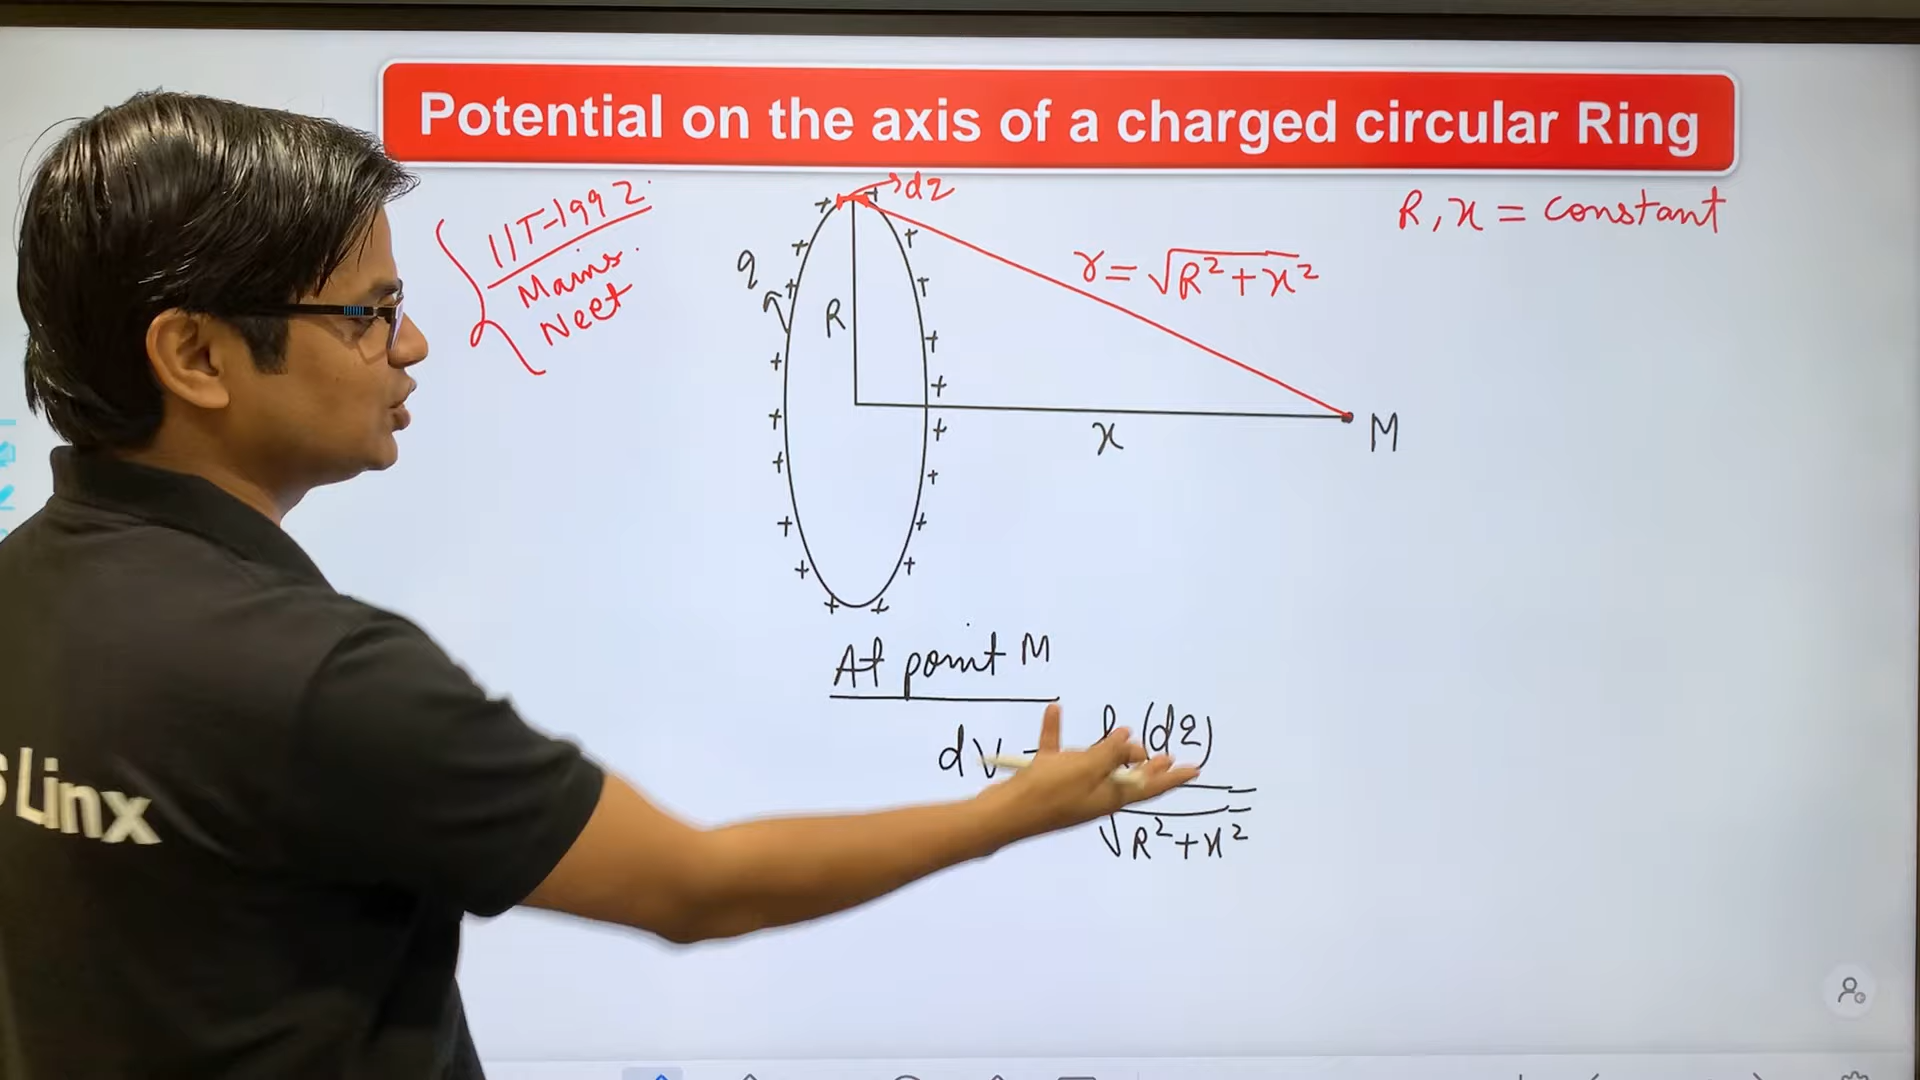 Potential on the axis of a charged circular Ring
IIT-1992
Mains.
Neet
dq
q
R
r = √R²+x²
R, x = constant
x
M
At point M
dV = k(dq)
√R²+x²
Linx